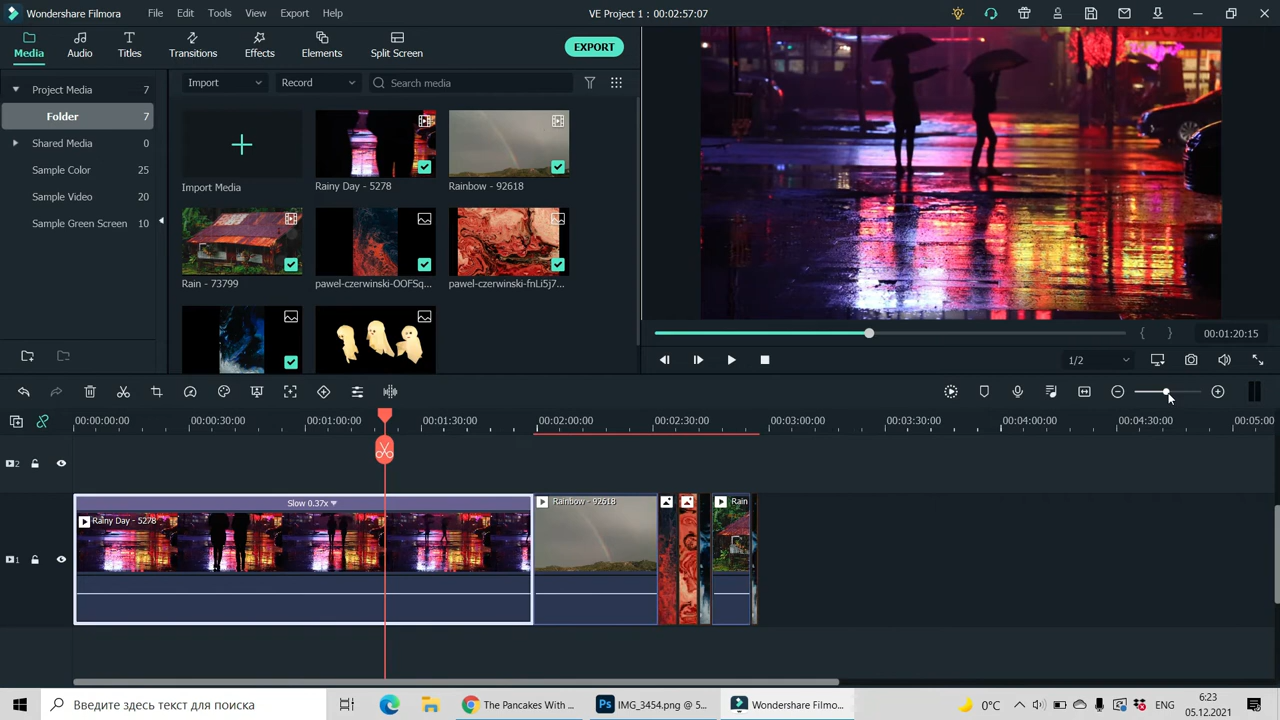 Wondershare Filmora
File
Edit
Tools
View
Export
Help
VE Project 1 : 00:02:57:07
Media
Audio
Titles
Transitions
Effects
Elements
Split Screen
EXPORT
Import
Record
Search media
Project Media 7
Folder 7
Shared Media 0
Sample Color 25
Sample Video 20
Sample Green Screen 10
Import Media
Rainy Day - 5278
Rainbow - 92618
Rain - 73799
pawel-czerwinski-OOFSq...
pawel-czerwinski-fnLi5j7...
00:01:20:15
1/2
00:00:00:00
00:00:30:00
00:01:00:00
00:01:30:00
00:02:00:00
00:02:30:00
00:03:00:00
00:03:30:00
00:04:00:00
00:04:30:00
00:05:00
2
Slow 0.37x
Rainy Day - 5278
Rainbow - 92618
Rain
1
Введите здесь текст для поиска
The Pancakes With ...
IMG_3454.png @ 5...
Wondershare Filmo...
0°C
ENG
6:23
05.12.2021